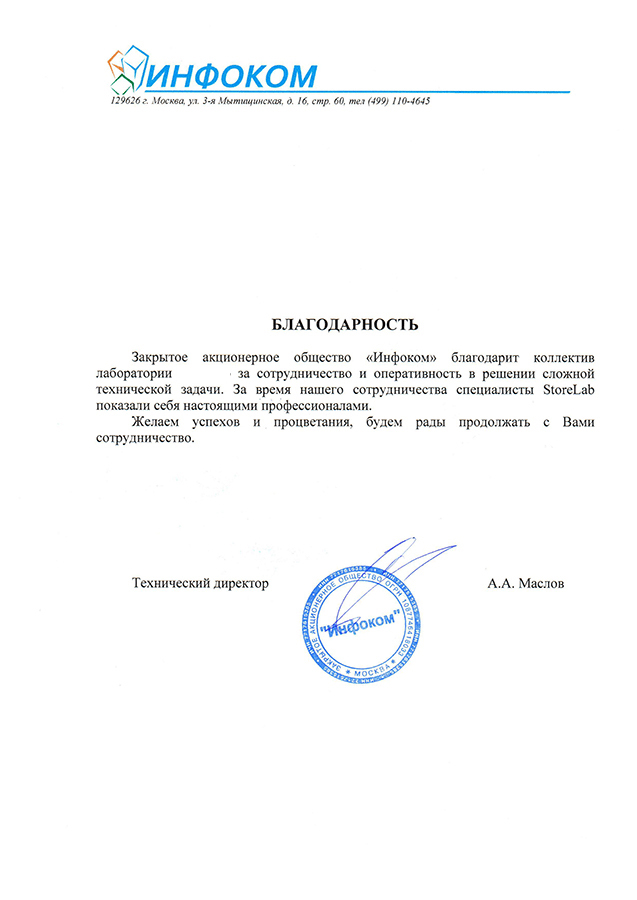 ИНФОКОМ
129626 г. Москва, ул. 3-я Мытищинская, д. 16, стр. 60, тел (499) 110-4645
БЛАГОДАРНОСТЬ
Закрытое акционерное общество «Инфоком» благодарит коллектив
лаборатории за сотрудничество и оперативность в решении сложной
технической задачи. За время нашего сотрудничества специалисты StoreLab
показали себя настоящими профессионалами.
Желаем успехов и процветания, будем рады продолжать с Вами
сотрудничество.
Технический директор
А.А. Маслов
ЗАКРЫТОЕ АКЦИОНЕРНОЕ ОБЩЕСТВО ОГРН 1087746418033
"Инфоком"
* МОСКВА *